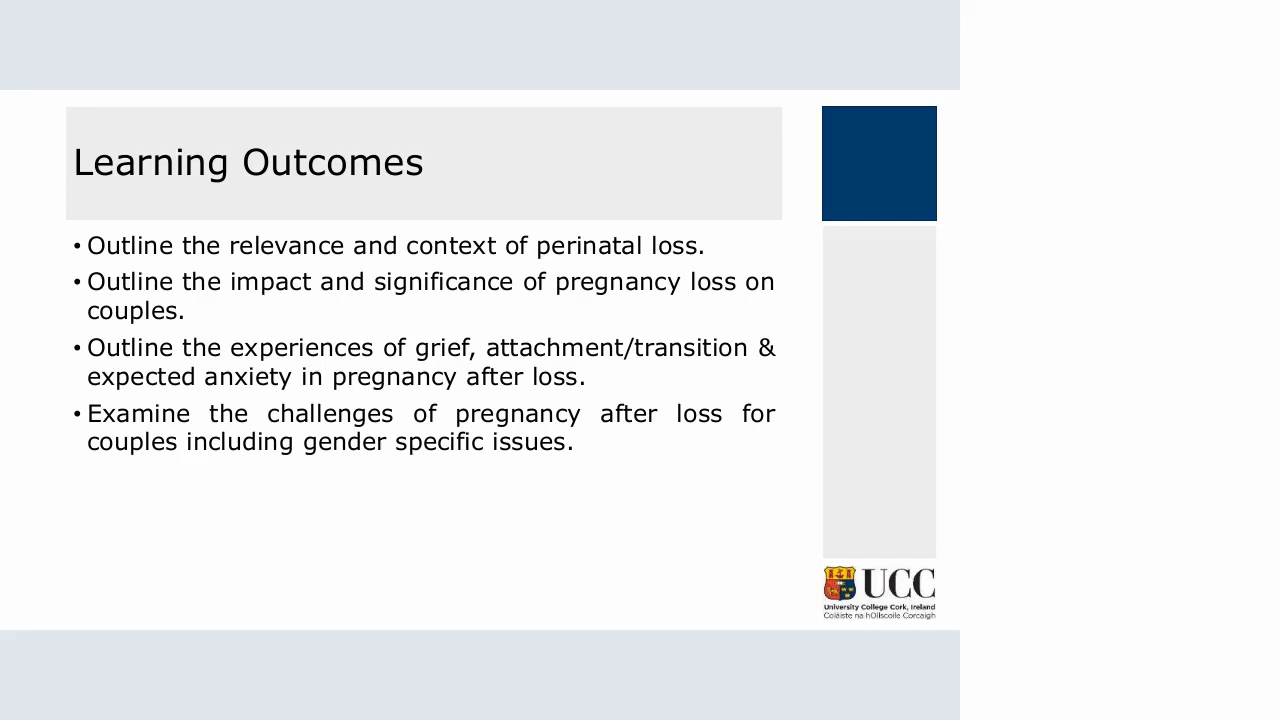 Learning Outcomes
• Outline the relevance and context of perinatal loss.
• Outline the impact and significance of pregnancy loss on
couples.
• Outline the experiences of grief, attachment/transition &
expected anxiety in pregnancy after loss.
• Examine the challenges of pregnancy after loss for
couples including gender specific issues.
UCC
University College Cork, Ireland
Coláiste na hOllscoile Corcaigh